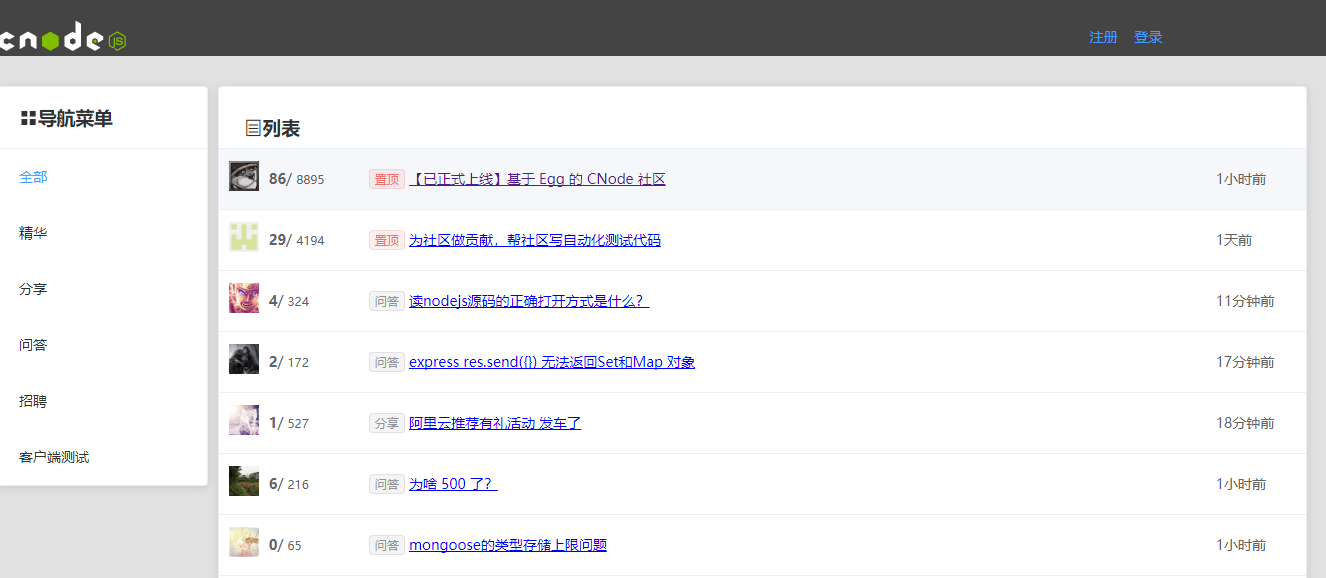 cnode JS
注册 登录
导航菜单
全部
精华
分享
问答
招聘
客户端测试
列表
86/ 8895 置顶 【已正式上线】基于 Egg 的 CNode 社区 1小时前
29/ 4194 置顶 为社区做贡献，帮社区写自动化测试代码 1天前
4/ 324 问答 读nodejs源码的正确打开方式是什么？ 11分钟前
2/ 172 问答 express res.send({}) 无法返回Set和Map 对象 17分钟前
1/ 527 分享 阿里云推荐有礼活动 发车了 18分钟前
6/ 216 问答 为啥 500 了？ 1小时前
0/ 65 问答 mongoose的类型存储上限问题 1小时前